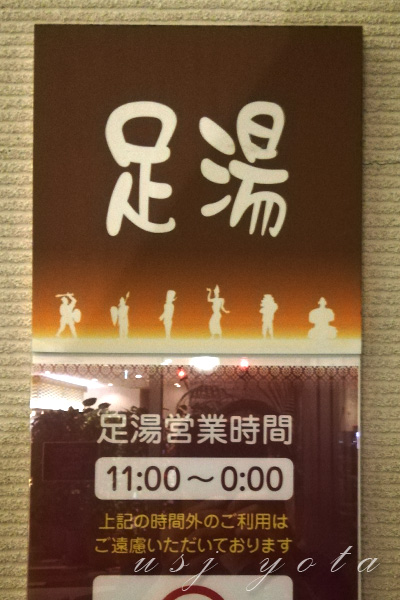 足湯
足湯営業時間
11:00～0:00
上記の時間外のご利用は
ご遠慮いただいております
usj yota